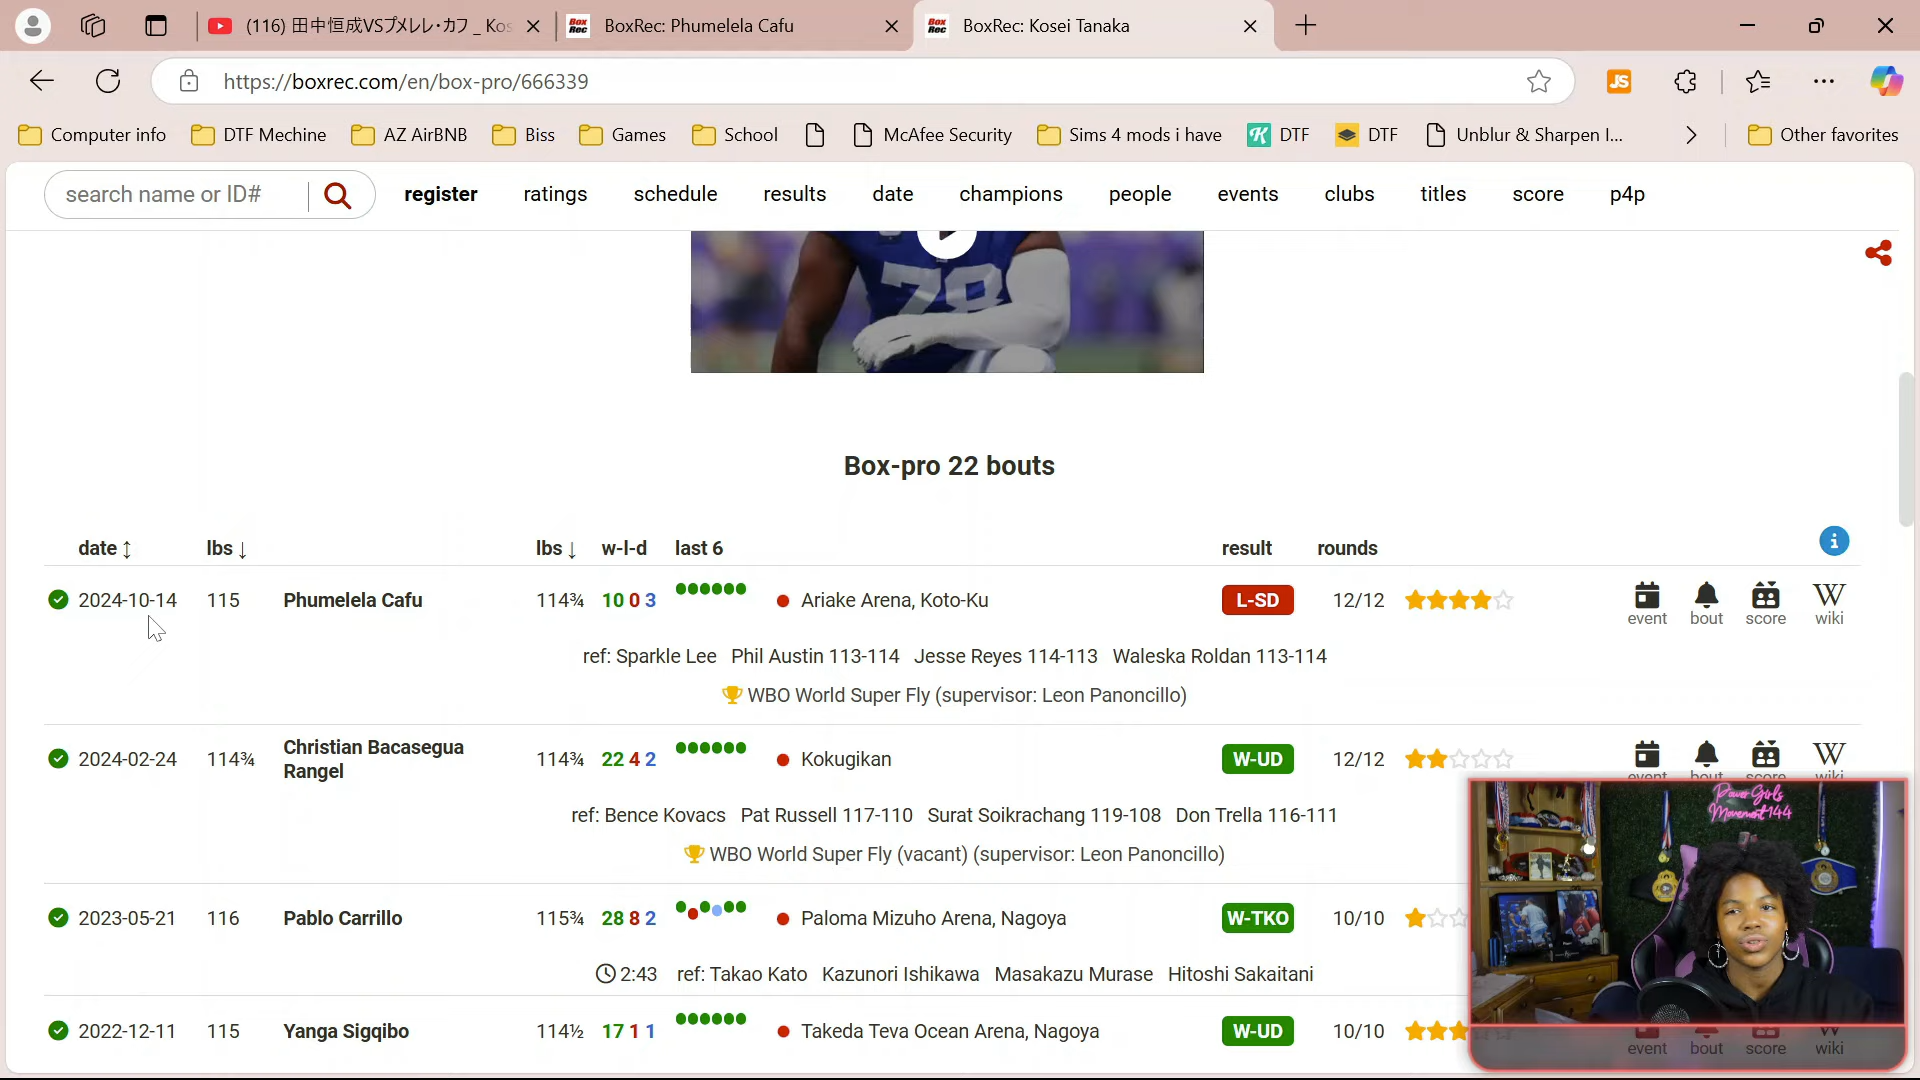 (116) 田中恒成VSプメレレ・カフ _ Kos
BoxRec: Phumelela Cafu
BoxRec: Kosei Tanaka
https://boxrec.com/en/box-pro/666339
JS
Computer info
DTF Mechine
AZ AirBNB
Biss
Games
School
McAfee Security
Sims 4 mods i have
DTF
DTF
Unblur & Sharpen I...
Other favorites
search name or ID#
register ratings schedule results date champions people events clubs titles score p4p
78
Box-pro 22 bouts
date lbs lbs w-l-d last 6 result rounds
2024-10-14 115 Phumelela Cafu 114¾ 10 0 3 Ariake Arena, Koto-Ku L-SD 12/12
event bout score wiki
ref: Sparkle Lee Phil Austin 113-114 Jesse Reyes 114-113 Waleska Roldan 113-114
WBO World Super Fly (supervisor: Leon Panoncillo)
2024-02-24 114¾ Christian Bacasegua Rangel 114¾ 22 4 2 Kokugikan W-UD 12/12
event bout score wiki
ref: Bence Kovacs Pat Russell 117-110 Surat Soikrachang 119-108 Don Trella 116-111
WBO World Super Fly (vacant) (supervisor: Leon Panoncillo)
2023-05-21 116 Pablo Carrillo 115¾ 28 8 2 Paloma Mizuho Arena, Nagoya W-TKO 10/10
2:43 ref: Takao Kato Kazunori Ishikawa Masakazu Murase Hitoshi Sakaitani
2022-12-11 115 Yanga Sigqibo 114½ 17 1 1 Takeda Teva Ocean Arena, Nagoya W-UD 10/10
event bout score wiki
Power Girls
Movement144